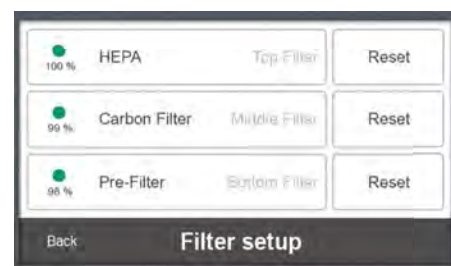 100 % HEPA Top Filter Reset
99 % Carbon Filter Middle Filter Reset
98 % Pre-Filter Bottom Filter Reset
Back Filter setup